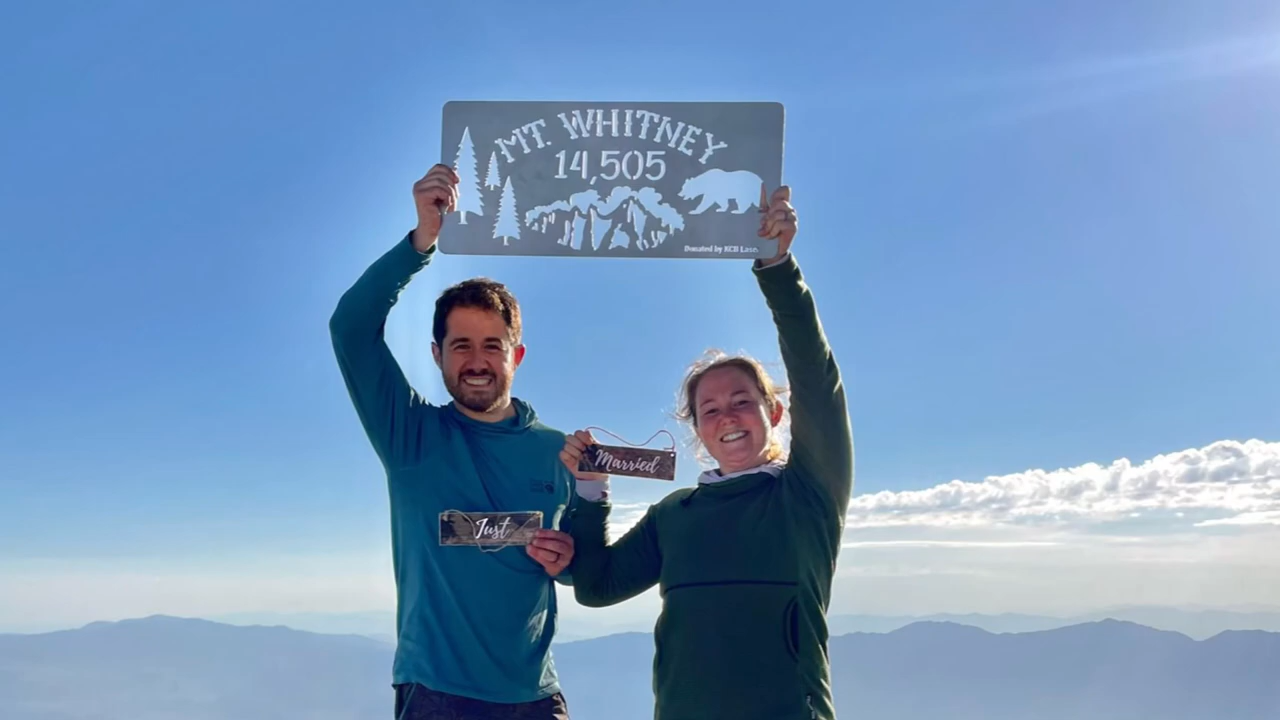 MT. WHITNEY
14,505
Donated by KCB Laser
Married
Just